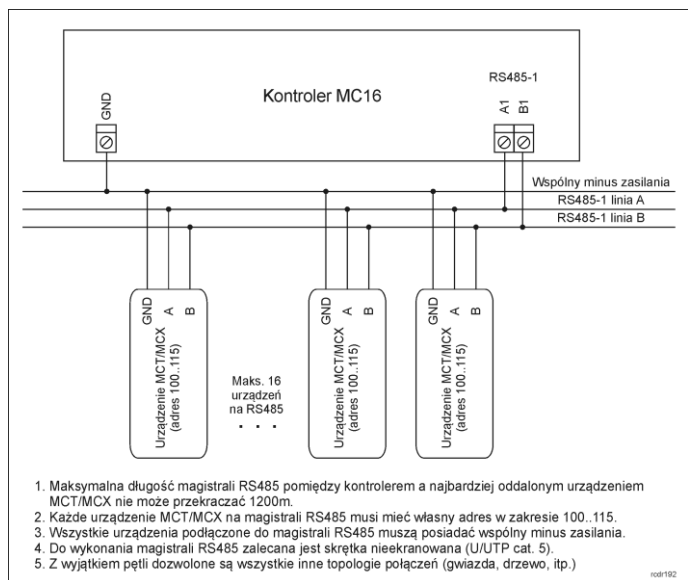 Kontroler MC16
RS485-1
GND
A1
B1
Wspólny minus zasilania
RS485-1 linia A
RS485-1 linia B
GND
A
B
Urządzenie MCT/MCX
(adres 100..115)
Maks. 16
urządzeń
na RS485
. . .
GND
A
B
Urządzenie MCT/MCX
(adres 100..115)
GND
A
B
Urządzenie MCT/MCX
(adres 100..115)
1. Maksymalna długość magistrali RS485 pomiędzy kontrolerem a najbardziej oddalonym urządzeniem
MCT/MCX nie może przekraczać 1200m.
2. Każde urządzenie MCT/MCX na magistrali RS485 musi mieć własny adres w zakresie 100..115.
3. Wszystkie urządzenia podłączone do magistrali RS485 muszą posiadać wspólny minus zasilania.
4. Do wykonania magistrali RS485 zalecana jest skrętka nieekranowana (U/UTP cat. 5).
5. Z wyjątkiem pętli dozwolone są wszystkie inne topologie połączeń (gwiazda, drzewo, itp.)
rodr192